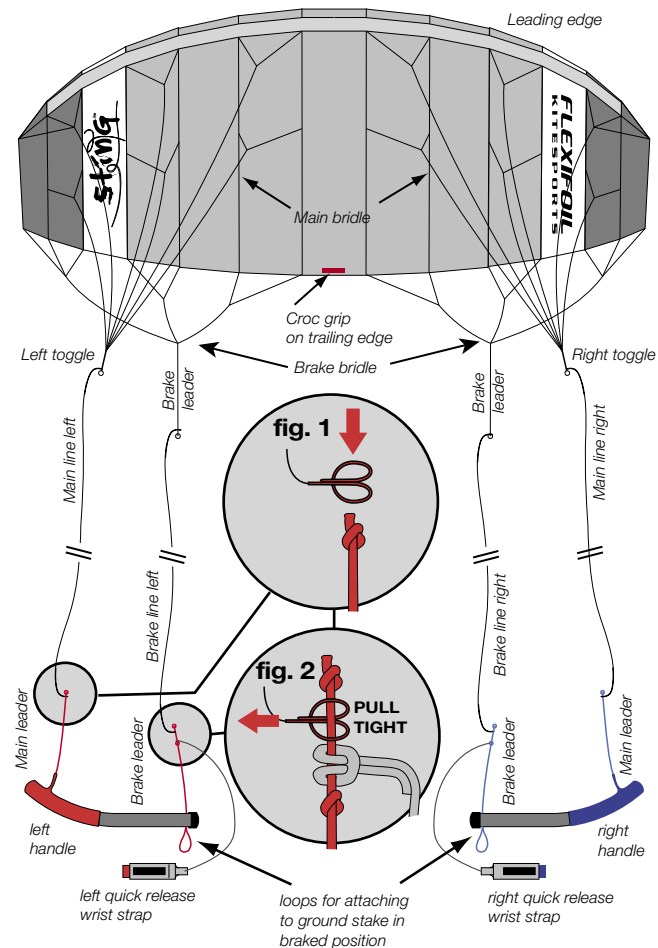 Leading edge
Blurts
FLEXIFOIL
KITESPORTS
Main bridle
Croc grip
on trailing edge
Left toggle
Brake bridle
Right toggle
Brake
leader
Brake
leader
Main line left
Main line right
fig. 1
Brake line left
Brake line right
fig. 2
PULL
TIGHT
Main leader
Brake leader
Brake leader
Main leader
left
handle
right
handle
left quick release
wrist strap
loops for attaching
to ground stake in
braked position
right quick release
wrist strap